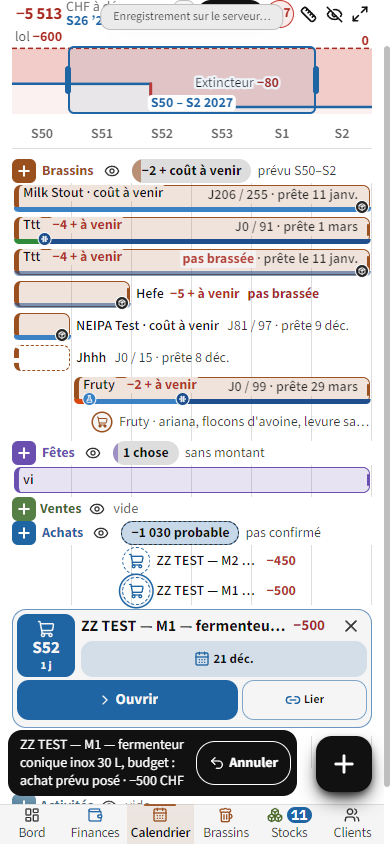 −5 513 CHF à dé
S26 '2
Enregistrement sur le serveur…
7
lol −600
0
Extincteur −80
S50 – S2 2027
S50 S51 S52 S53 S1 S2
Brassins −2 + coût à venir prévu S50–S2
Milk Stout · coût à venir J206 / 255 · prête 11 janv.
Ttt −4 + à venir J0 / 91 · prête 1 mars
Ttt −4 + à venir pas brassée · prête le 11 janv.
Hefe −5 + à venir pas brassée
NEIPA Test · coût à venir J81 / 97 · prête 9 déc.
Jhhh J0 / 15 · prête 8 déc.
Fruty −2 + à venir J0 / 99 · prête 29 mars
Fruty · ariana, flocons d'avoine, levure sa…
Fêtes 1 chose sans montant
vi
Ventes vide
Achats −1 030 probable pas confirmé
ZZ TEST — M2 … −450
ZZ TEST — M1 … −500
S52
1 j
ZZ TEST — M1 — fermenteu… −500
21 déc.
Ouvrir
Lier
ZZ TEST — M1 — fermenteur
conique inox 30 L, budget :
achat prévu posé · −500 CHF
Annuler
Activités vide
Bord Finances Calendrier Brassins Stocks 11 Clients